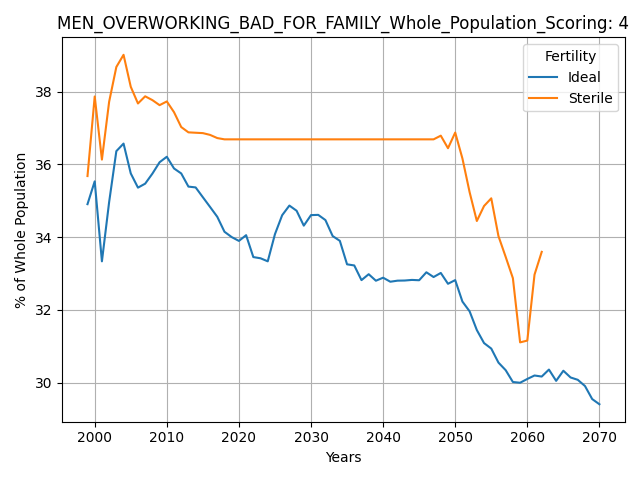 MEN_OVERWORKING_BAD_FOR_FAMILY_Whole_Population_Scoring: 4
Fertility
Ideal
Sterile
% of Whole Population
38
36
34
32
30
2000 2010 2020 2030 2040 2050 2060 2070
Years